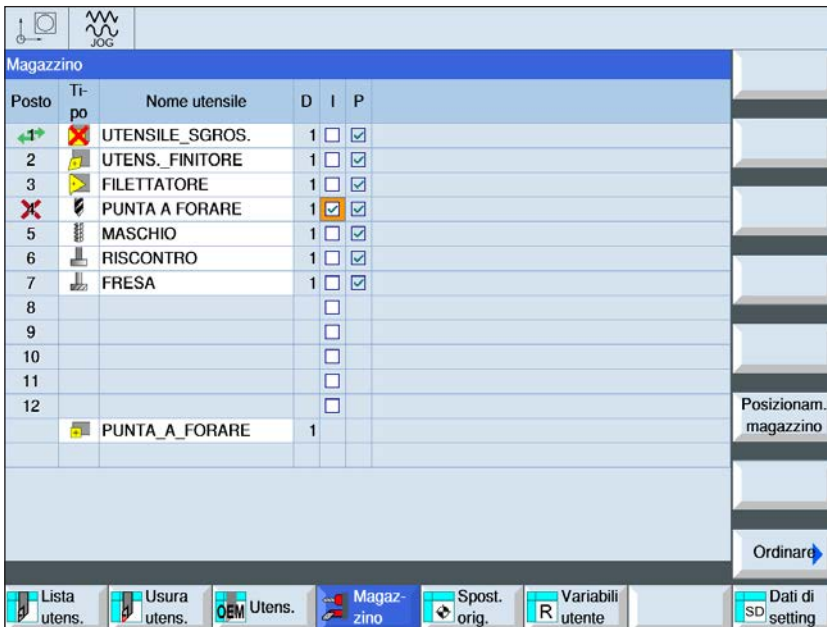 JOG
Magazzino
Posto Ti-po Nome utensile D I P
1 UTENSILE_SGROS. 1
2 UTENS._FINITORE 1
3 FILETTATORE 1
4 PUNTA A FORARE 1
5 MASCHIO 1
6 RISCONTRO 1
7 FRESA 1
8
9
10
11
12
PUNTA_A_FORARE 1
Posizionam.
magazzino
Ordinare
Lista utens.
Usura utens.
OEM Utens.
Magaz-zino
Spost. orig.
R Variabili utente
SD Dati di setting